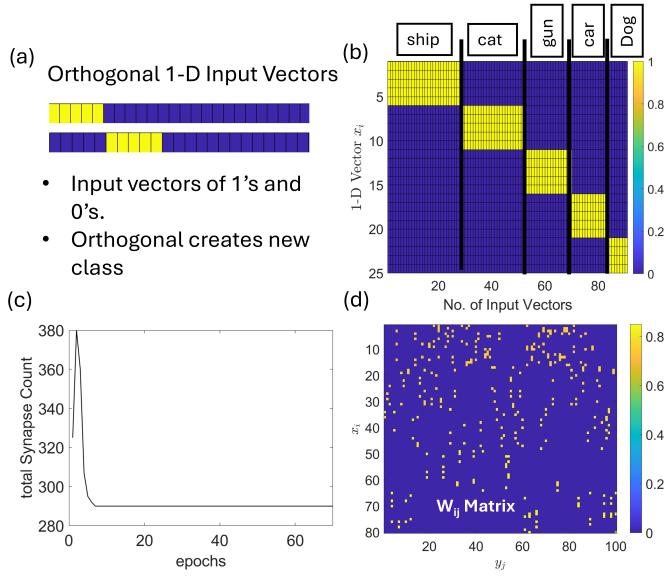 (a)
Orthogonal 1-D Input Vectors
• Input vectors of 1's and
0's.
• Orthogonal creates new
class
(b)
ship
cat
gun
car
Dog
1-D Vector xᵢ
5
10
15
20
25
20 40 60 80
No. of Input Vectors
1
0.8
0.6
0.4
0.2
0
(c)
total Synapse Count
380
360
340
320
300
280
0 20 40 60
epochs
(d)
xᵢ
10
20
30
40
50
60
70
80
Wij Matrix
20 40 60 80 100
yⱼ
0.8
0.6
0.4
0.2
0